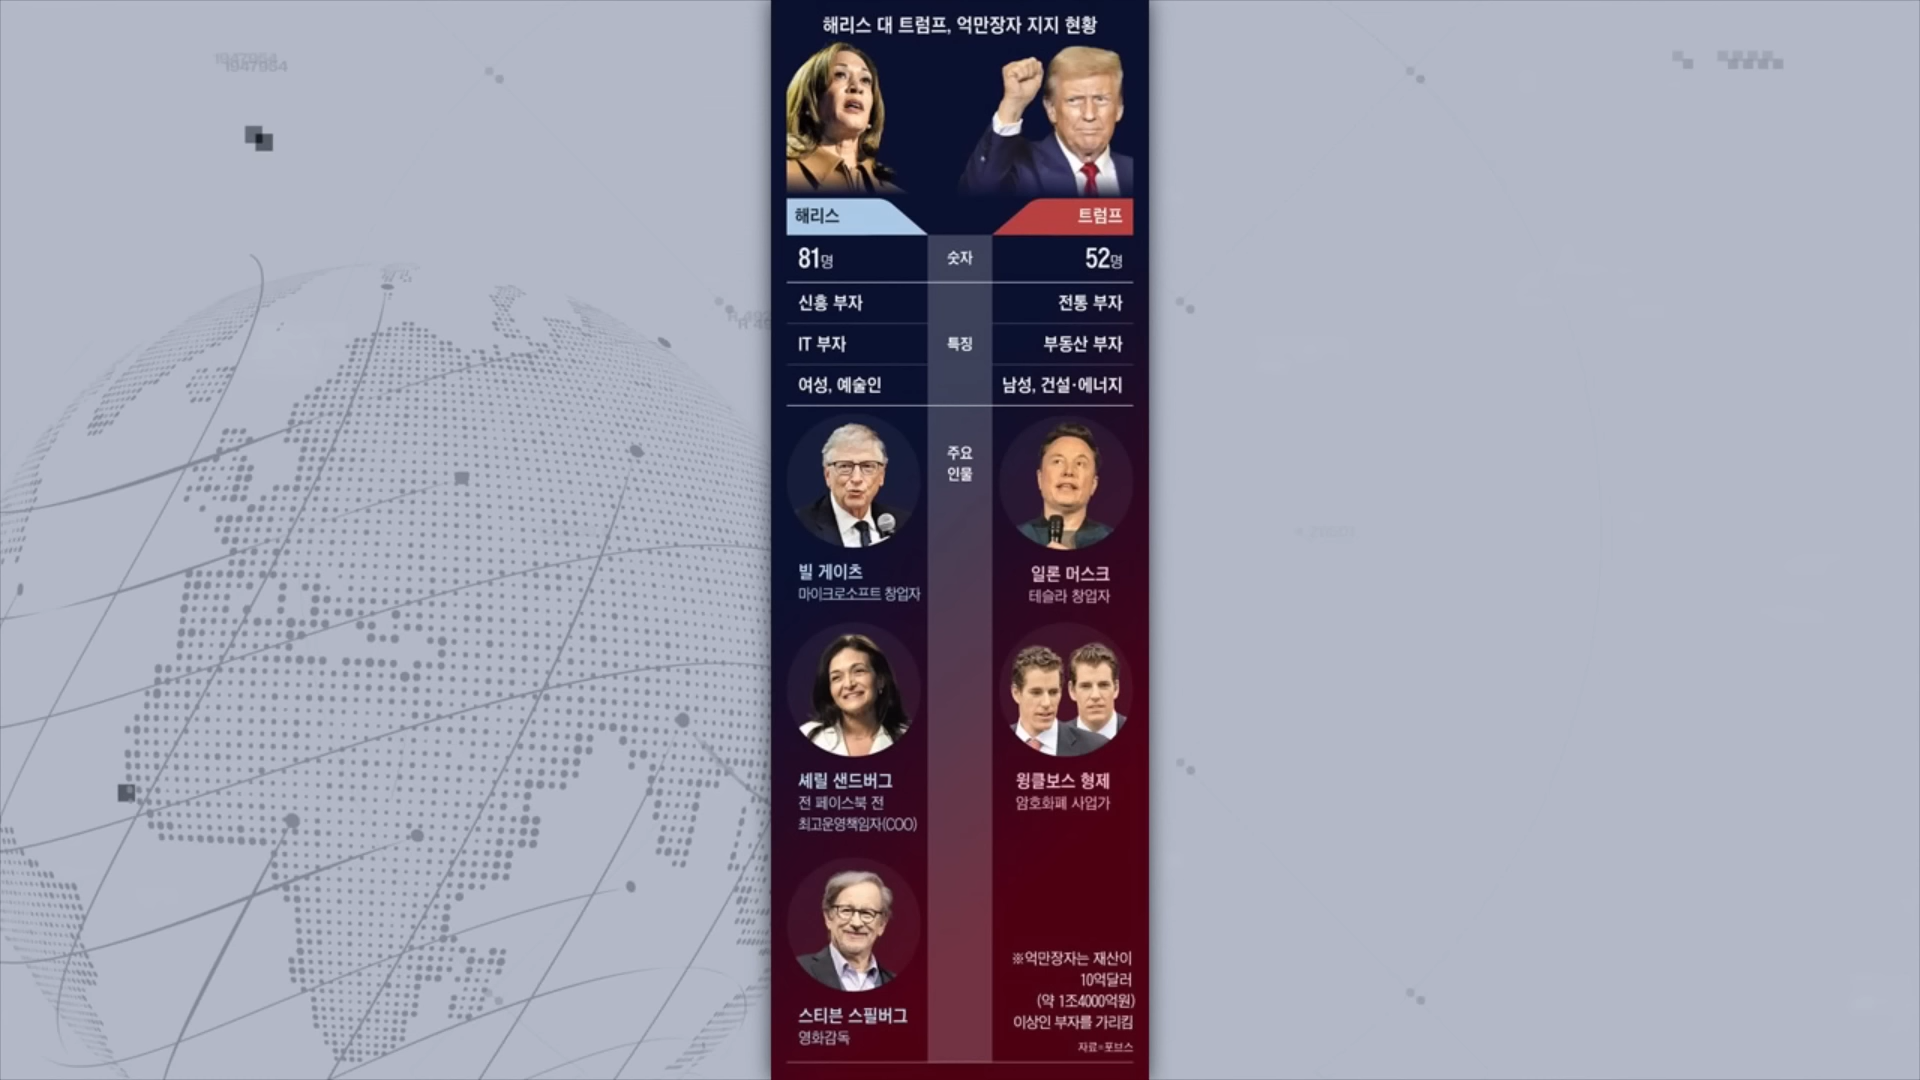 해리스 대 트럼프, 억만장자 지지 현황
해리스
트럼프
81명
숫자
52명
신흥 부자
전통 부자
IT 부자
특징
부동산 부자
여성, 예술인
남성, 건설·에너지
주요
인물
빌 게이츠
마이크로소프트 창업자
일론 머스크
테슬라 창업자
셰릴 샌드버그
전 페이스북 전
최고운영책임자(COO)
윙클보스 형제
암호화폐 사업가
스티븐 스필버그
영화감독
※억만장자는 재산이
10억달러
(약 1조4000억원)
이상인 부자를 가리킴
자료=포브스
1947954